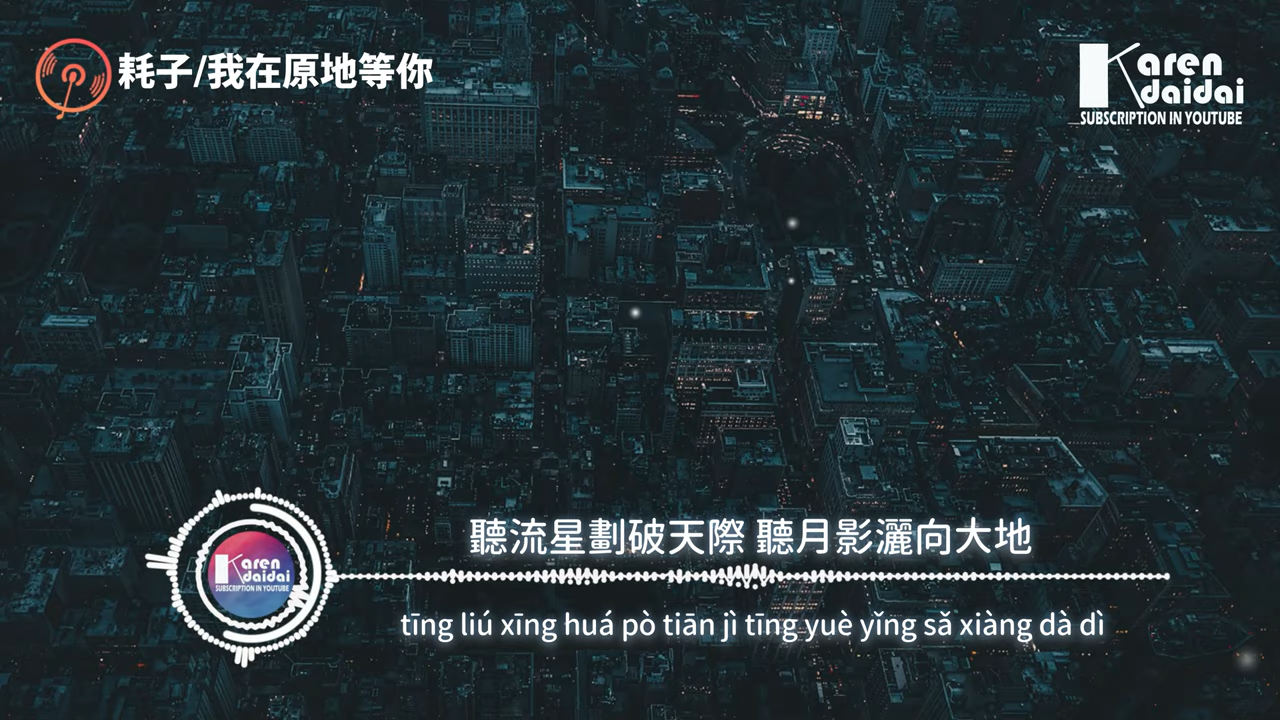 耗子/我在原地等你
Karen
daidai
SUBSCRIPTION IN YOUTUBE
聽流星劃破天際 聽月影灑向大地
Karen
daidai
SUBSCRIPTION IN YOUTUBE
tīng liú xīng huá pò tiān jì tīng yuè yǐng sǎ xiàng dà dì